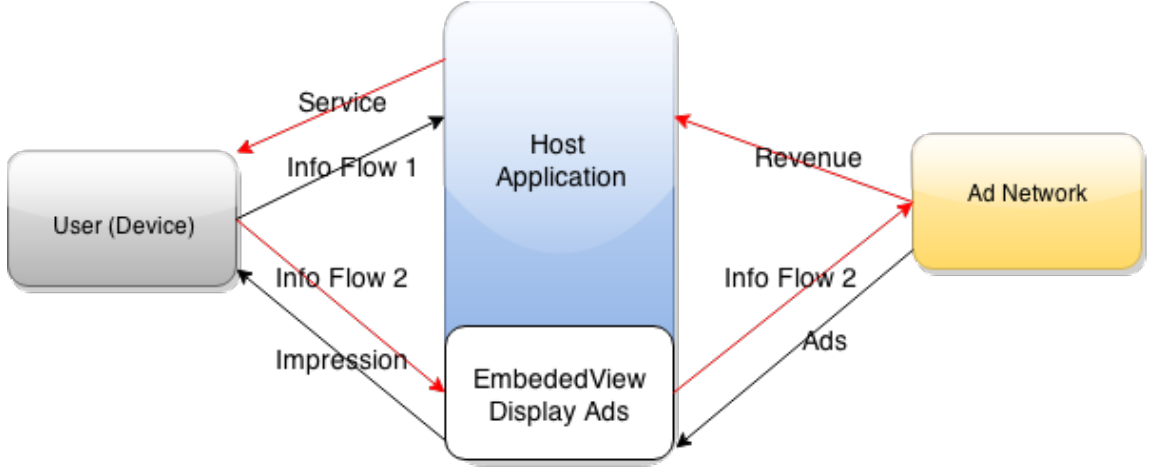 Service
Host
Application
Info Flow 1
Revenue
User (Device)
Ad Network
Info Flow 2
Info Flow 2
Impression
Ads
EmbededView
Display Ads